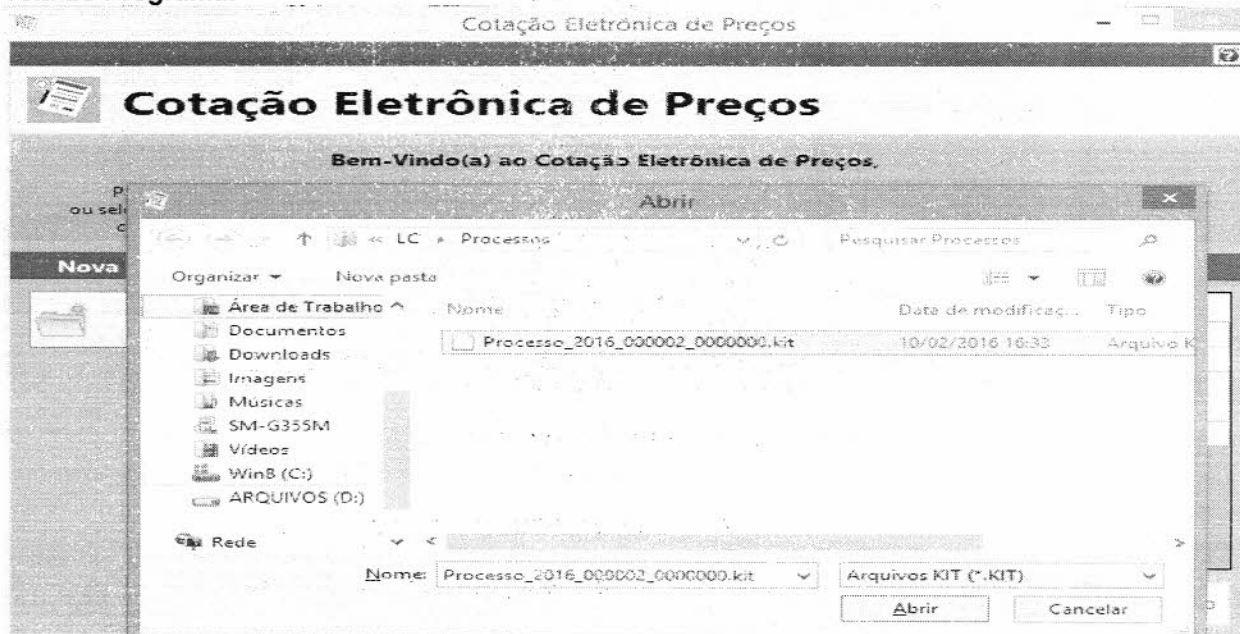 Cotação Eletrônica de Preços
Cotação Eletrônica de Preços
Bem-Vindo(a) ao Cotação Eletrônica de Preços,
P
ou sel
c
Nova
Abrir
« LC ▸ Processos
Pesquisar Processos
Organizar
Nova pasta
Nome
Data de modificaç...
Tipo
Área de Trabalho
Documentos
Downloads
Imagens
Músicas
SM-G355M
Vídeos
Win8 (C:)
ARQUIVOS (D:)
Rede
Processo_2016_000002_0000000.kit
10/02/2016 16:33
Arquivo K
Nome:
Processo_2016_000002_0000000.kit
Arquivos KIT (*.KIT)
Abrir
Cancelar